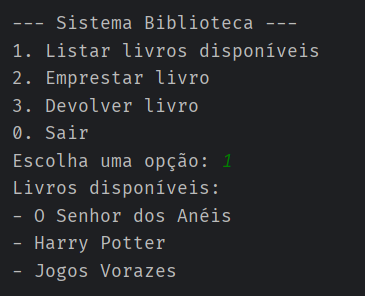 --- Sistema Biblioteca ---
1. Listar livros disponíveis
2. Emprestar livro
3. Devolver livro
0. Sair
Escolha uma opção: 1
Livros disponíveis:
- O Senhor dos Anéis
- Harry Potter
- Jogos Vorazes